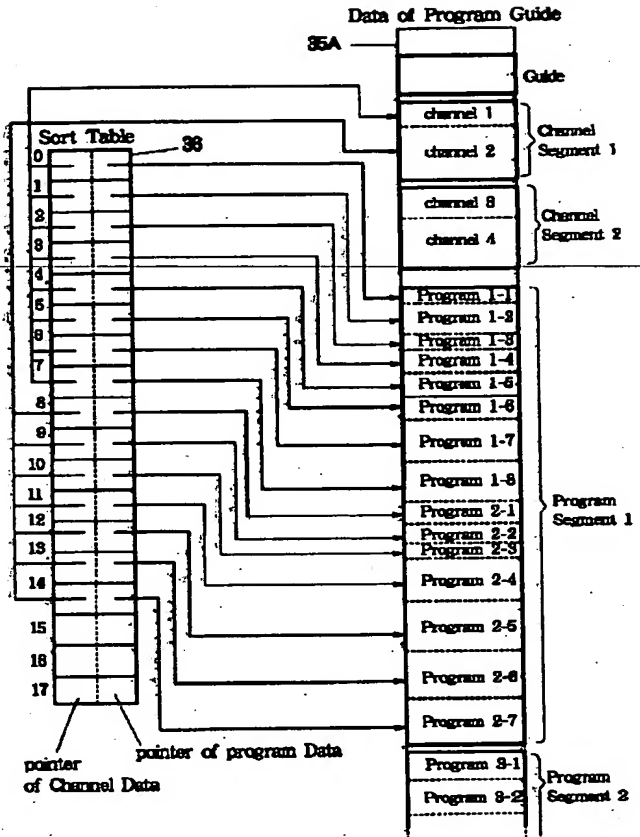 Data of Program Guide
35A
Guide
channel 1
channel 2
Channel
Segment 1
channel 3
channel 4
Channel
Segment 2
Sort Table
36
0
1
2
3
4
5
6
7
8
9
10
11
12
13
14
15
16
17
pointer
of Channel Data
pointer of program Data
Program 1-1
Program 1-2
Program 1-3
Program 1-4
Program 1-5
Program 1-6
Program 1-7
Program 1-8
Program 2-1
Program 2-2
Program 2-3
Program 2-4
Program 2-5
Program 2-6
Program 2-7
Program
Segment 1
Program 3-1
Program 3-2
Program
Segment 2